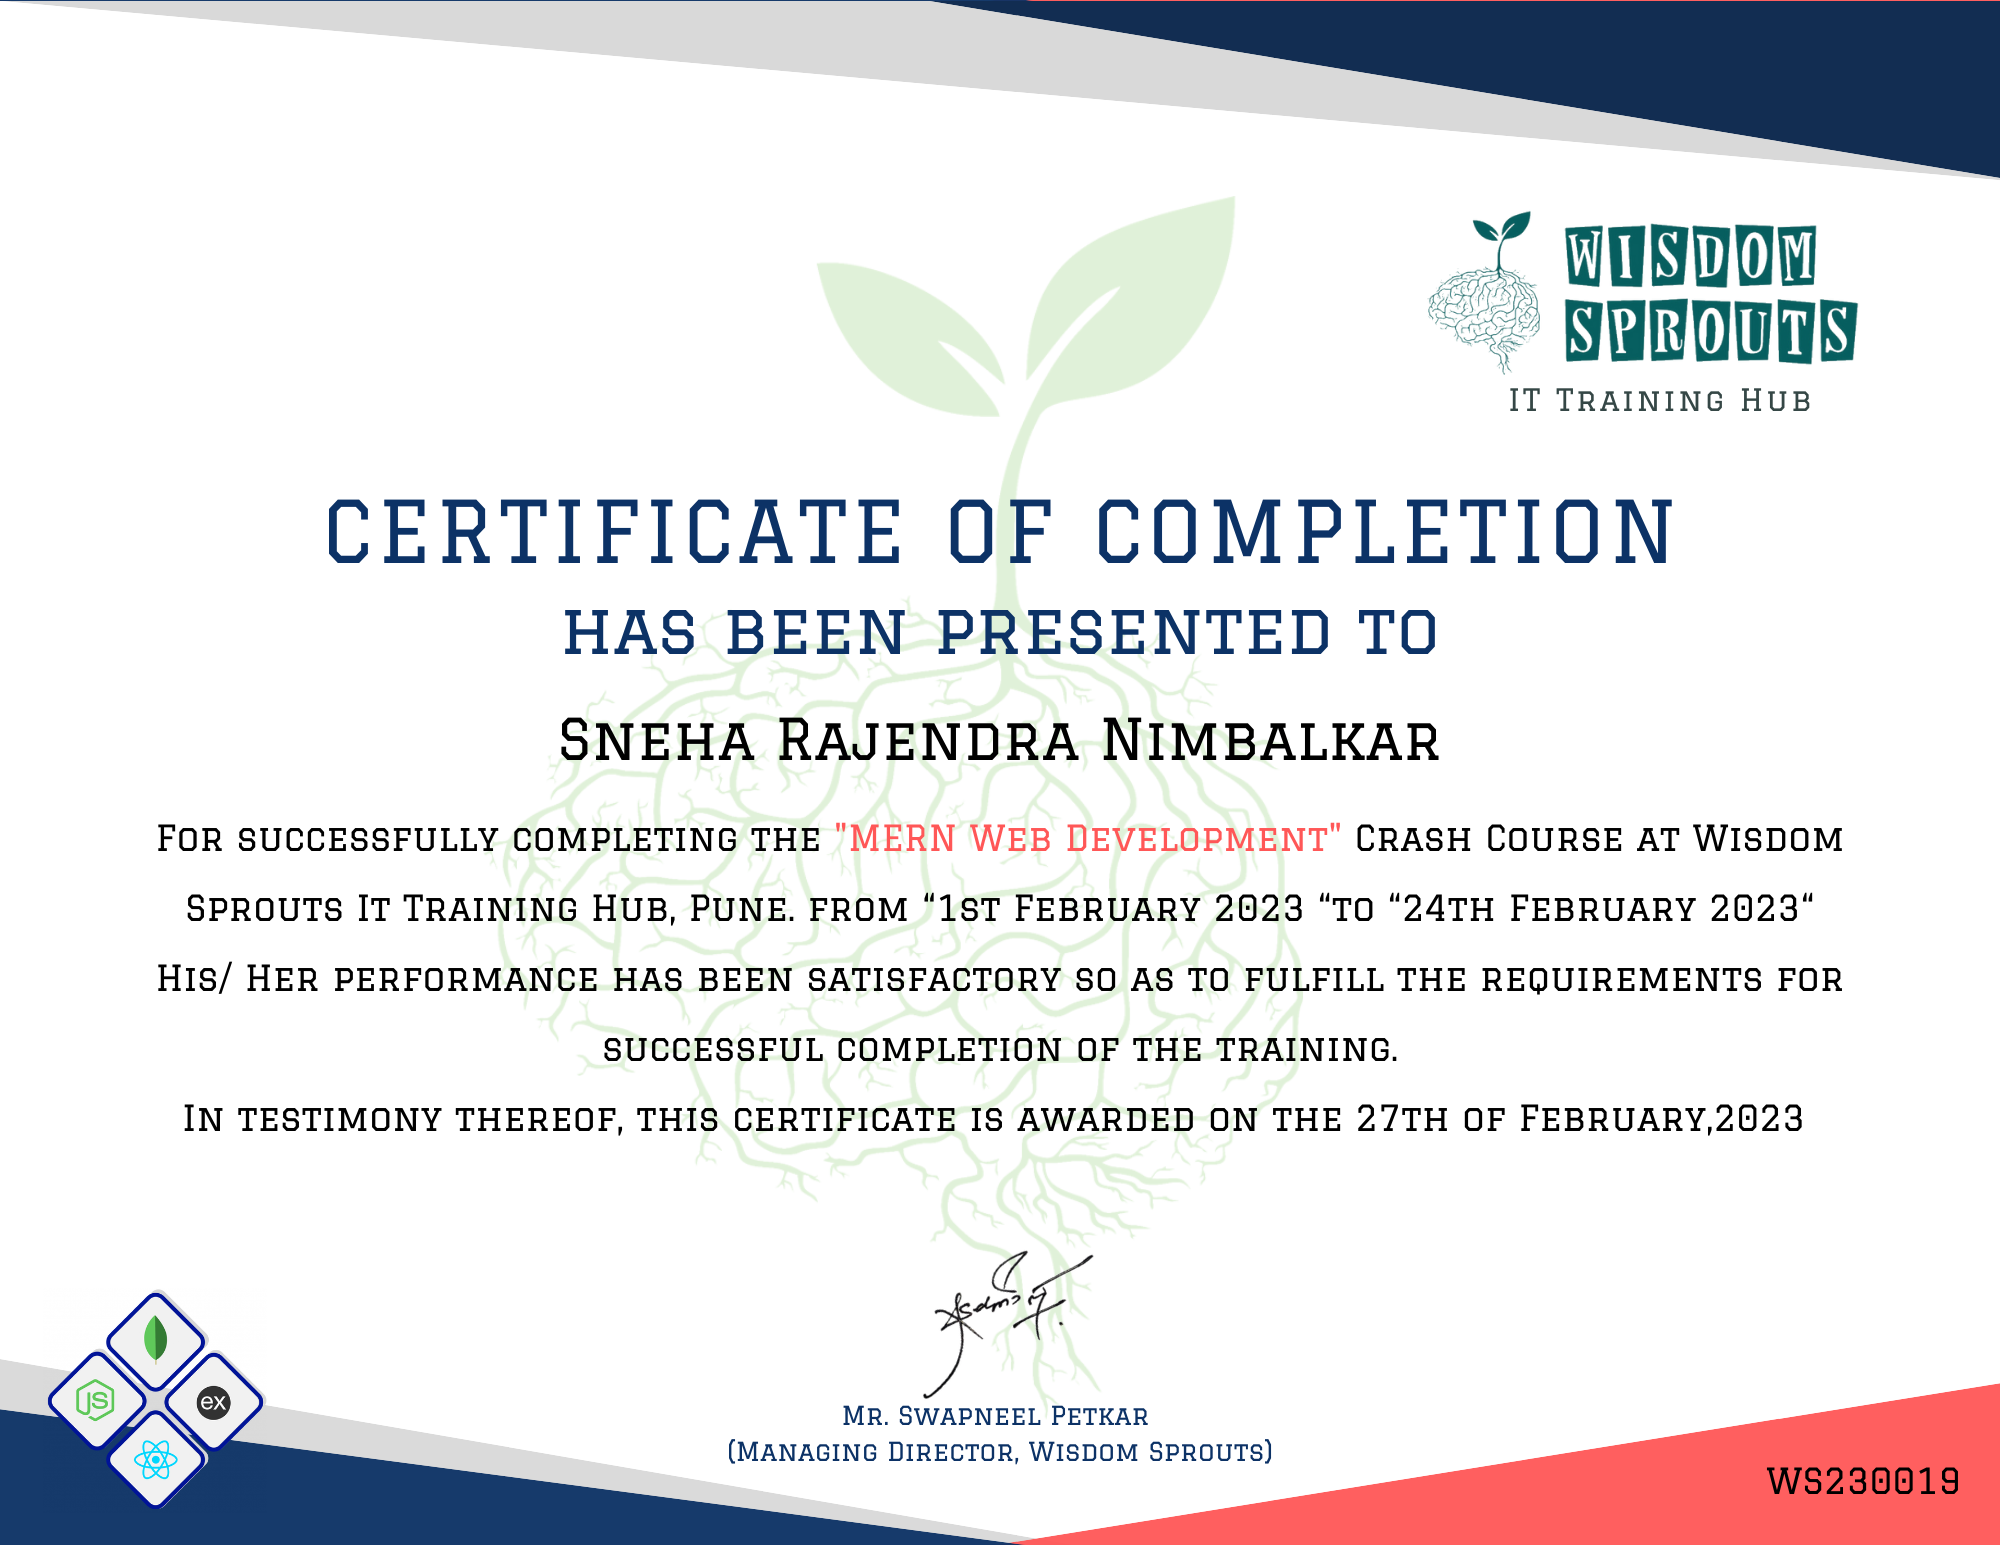 WISDOM
SPROUTS
IT Training Hub
CERTIFICATE OF COMPLETION
HAS BEEN PRESENTED TO
Sneha Rajendra Nimbalkar
For successfully completing the "MERN Web Development" Crash Course at Wisdom
Sprouts It Training Hub, Pune. from “1st February 2023 “to “24th February 2023“
His/ Her performance has been satisfactory so as to fulfill the requirements for
successful completion of the training.
In testimony thereof, this certificate is awarded on the 27th of February,2023
JS
ex
Mr. Swapneel Petkar
(Managing Director, Wisdom Sprouts)
WS230019